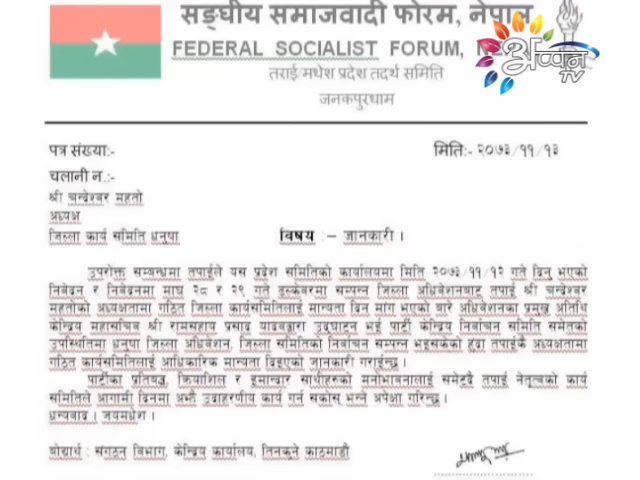 सङ्घीय समाजवादी फोरम, नेपाल
FEDERAL SOCIALIST FORUM,
तराई/मधेश प्रदेश तदर्थ समिति
जनकपुरधाम
अप्पन
TV
पत्र संख्याः-
मितिः- २०७३/११/१३
चलानी न.:-
श्री चन्देश्वर महतो
अध्यक्ष
जिल्ला कार्य समिति धनुषा
विषय :– जानकारी ।
उपरोक्त सम्बन्धमा तपाईले यस प्रदेश समितिको कार्यालयमा मिति २०७३/११/१२ गते दिनु भएको
निवेदन र निवेदनमा माघ २८ र २९ गते ढल्केवरमा सम्पन्न जिल्ला अधिवेशनबाट तपाई श्री चन्देश्वर
महतोको अध्यक्षतामा गठित जिल्ला कार्यसमितिलाई मान्यता दिन मांग भएको बारे अधिवेशनका प्रमुख अतिथि
केन्द्रिय महासचिव श्री रामसहाय प्रसाद यादवद्वारा उद्घाटन भई पार्टी केन्द्रिय निर्वाचन समिति समेतको
उपस्थितिमा धनुषा जिल्ला अधिवेशन, जिल्ला समितिको निर्वाचन सम्पन्न भइसकेको हुँदा तपाईकै अध्यक्षतामा
गठित कार्यसमितिलाई आधिकारिक मान्यता दिइएको जानकारी गराईन्छ ।
पार्टीका प्रतिवद्ध, क्रियाशिल र इमान्दार साथीहरुको मनोभावनालाई समेट्दै तपाई नेतृत्वको कार्य
समितिले आगामी दिनमा अझै उदाहरणीय कार्य गर्न सकोस् भन्ने अपेक्षा गरिन्छ ।
धन्यवाद । जयमधेश ।
बोधार्थ : संगठन विभाग, केन्द्रिय कार्यालय, तिनकुने काठमाडौं